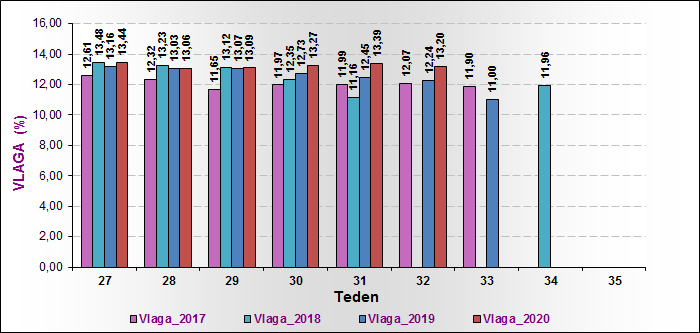 16,00
14,00
12,00
10,00
8,00
6,00
4,00
2,00
0,00
VLAGA (%)
12,61 13,48 13,16 13,44
12,32 13,23 13,03 13,06
11,65 13,12 13,07 13,09
11,97 12,35 12,73 13,27
11,99 11,16 12,45 13,39
12,07 12,24 13,20
11,90 11,00
11,96
27 28 29 30 31 32 33 34 35
Teden
Vlaga_2017 Vlaga_2018 Vlaga_2019 Vlaga_2020